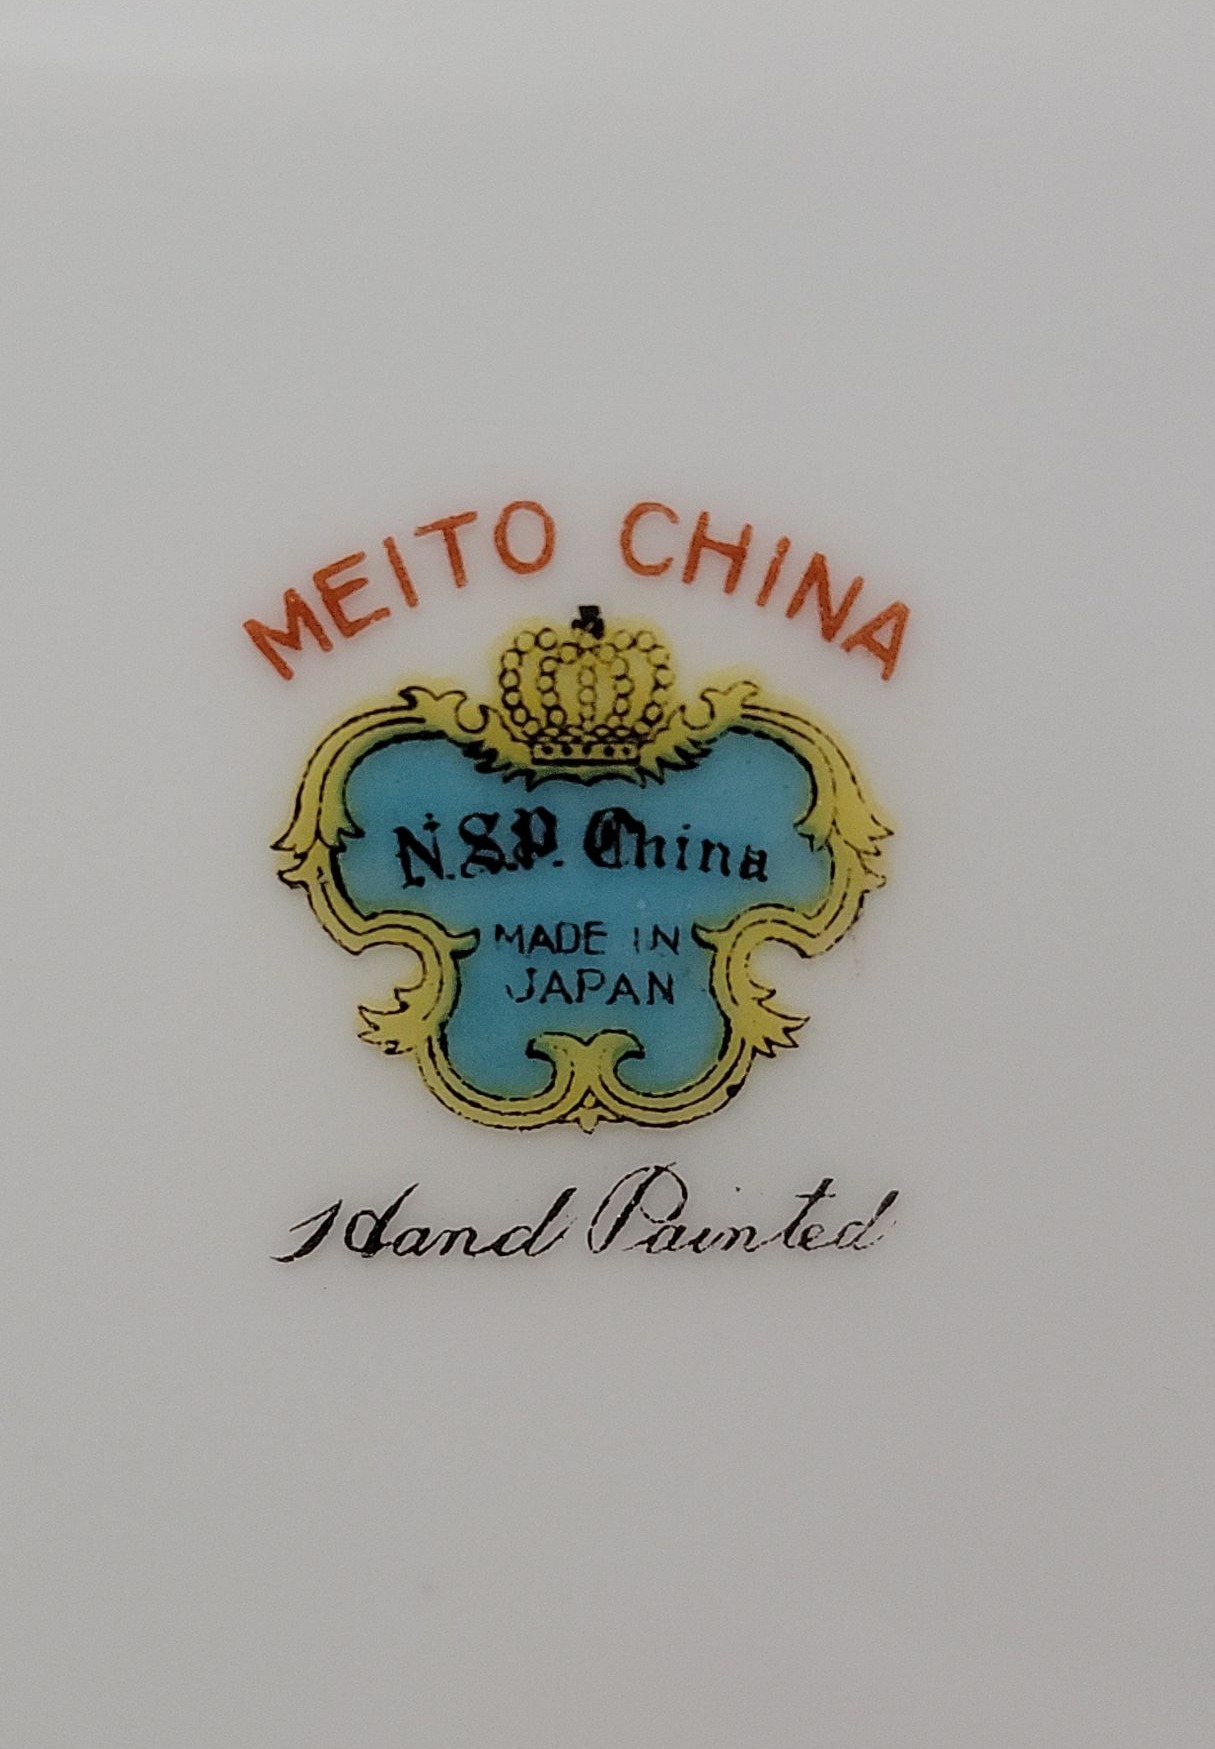 MEITO CHINA
N.S.P. China
MADE IN
JAPAN
Hand Painted